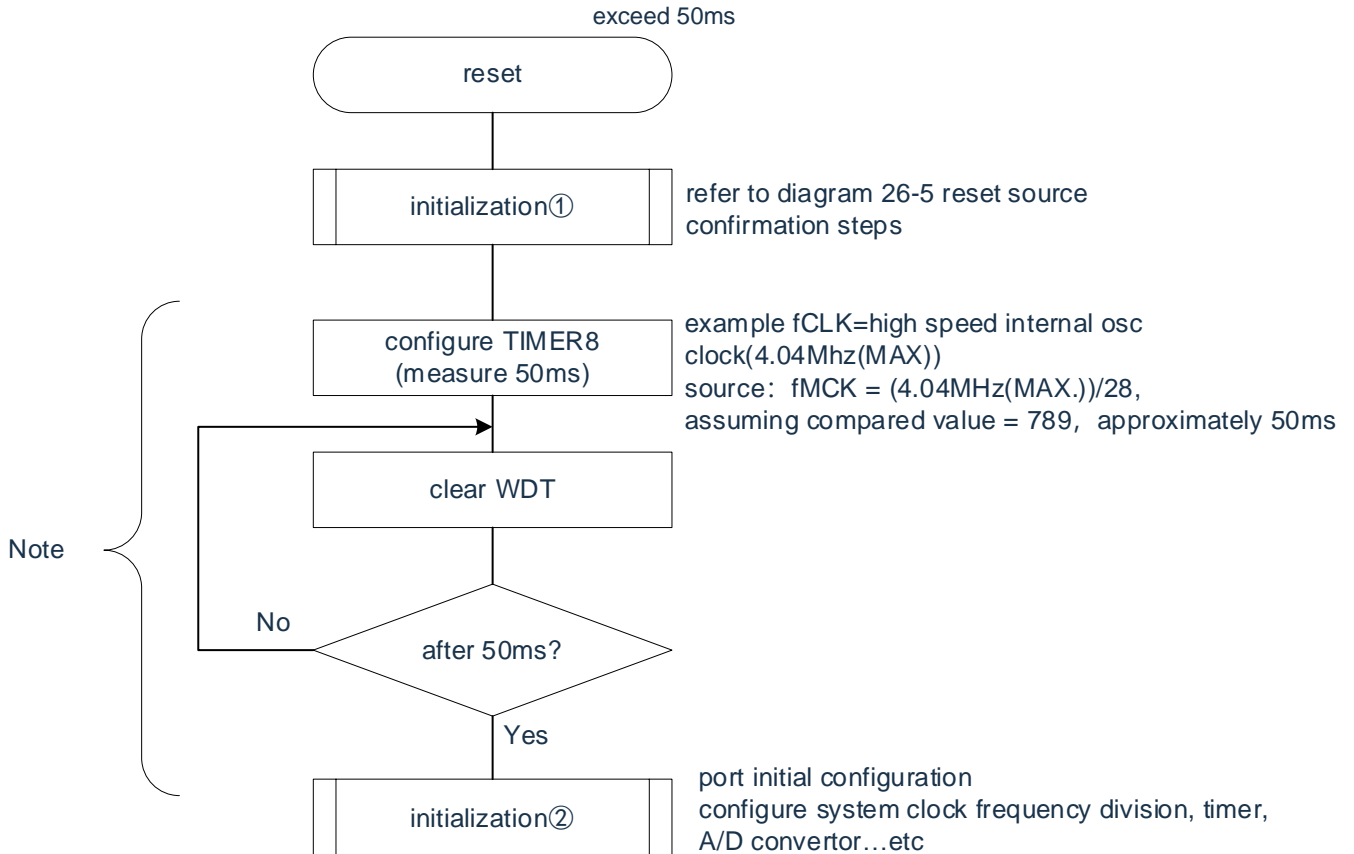 exceed 50ms
reset
initialization①
refer to diagram 26-5 reset source
confirmation steps
configure TIMER8
(measure 50ms)
example fCLK=high speed internal osc
clock(4.04Mhz(MAX))
source: fMCK = (4.04MHz(MAX.))/28,
assuming compared value = 789, approximately 50ms
clear WDT
Note
No
after 50ms?
Yes
initialization②
port initial configuration
configure system clock frequency division, timer,
A/D convertor…etc